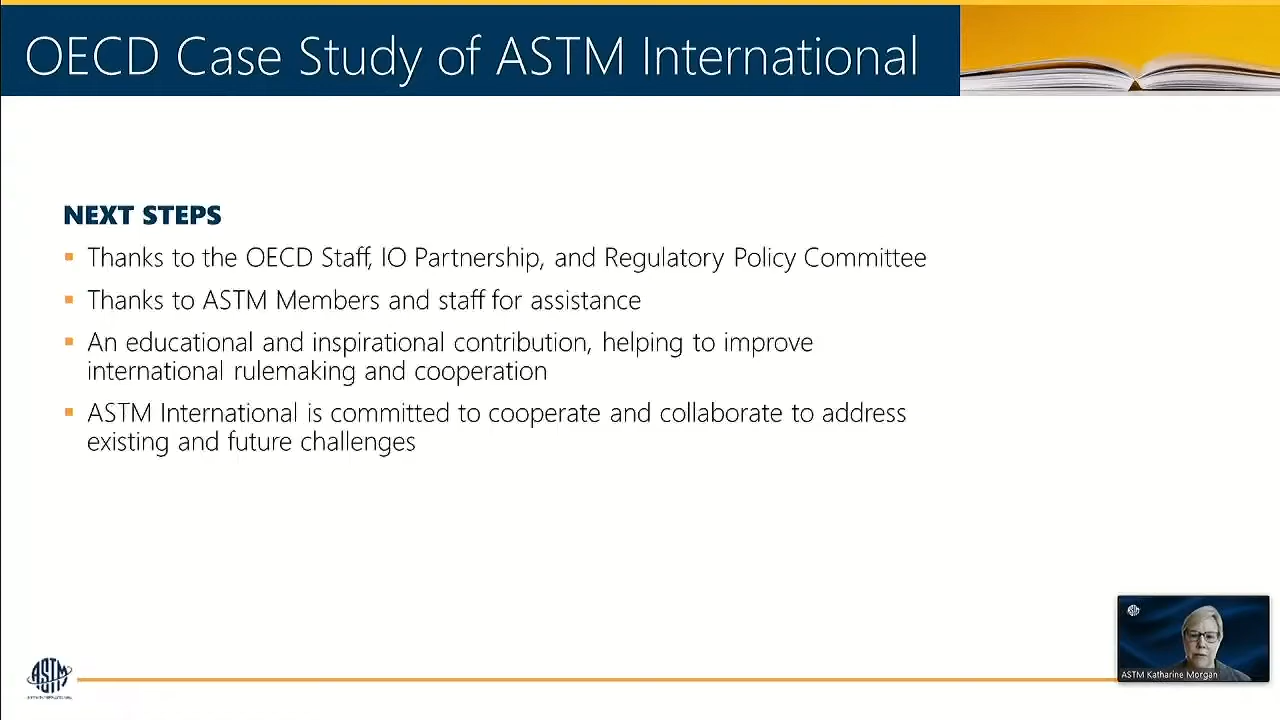 OECD Case Study of ASTM International
NEXT STEPS
▪ Thanks to the OECD Staff, IO Partnership, and Regulatory Policy Committee
▪ Thanks to ASTM Members and staff for assistance
▪ An educational and inspirational contribution, helping to improve
international rulemaking and cooperation
▪ ASTM International is committed to cooperate and collaborate to address
existing and future challenges
ASTM
ASTM Katharine Morgan